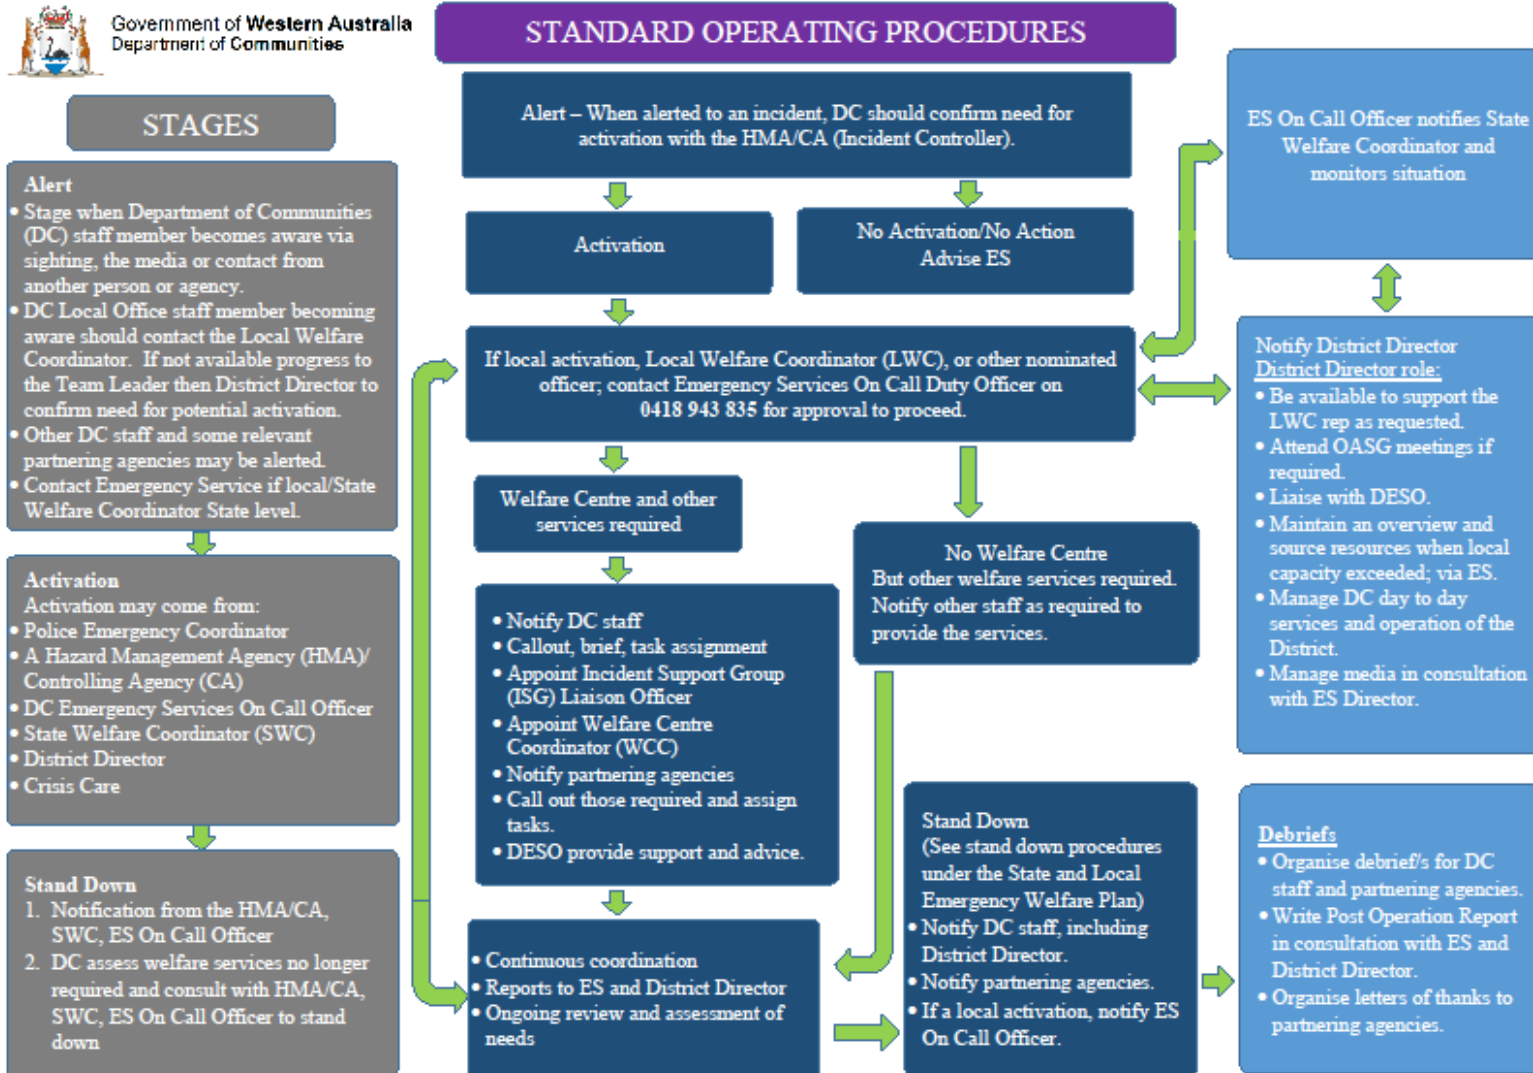 Government of Western Australia
Department of Communities
STANDARD OPERATING PROCEDURES
STAGES
Alert
• Stage when Department of Communities
(DC) staff member becomes aware via
sighting, the media or contact from
another person or agency.
• DC Local Office staff member becoming
aware should contact the Local Welfare
Coordinator. If not available progress to
the Team Leader then District Director to
confirm need for potential activation.
• Other DC staff and some relevant
partnering agencies may be alerted.
• Contact Emergency Service if local/State
Welfare Coordinator State level.
Activation
Activation may come from:
• Police Emergency Coordinator
• A Hazard Management Agency (HMA)/
Controlling Agency (CA)
• DC Emergency Services On Call Officer
• State Welfare Coordinator (SWC)
• District Director
• Crisis Care
Stand Down
1. Notification from the HMA/CA,
SWC, ES On Call Officer
2. DC assess welfare services no longer
required and consult with HMA/CA,
SWC, ES On Call Officer to stand
down
Alert – When alerted to an incident, DC should confirm need for
activation with the HMA/CA (Incident Controller).
Activation
No Activation/No Action
Advise ES
If local activation, Local Welfare Coordinator (LWC), or other nominated
officer; contact Emergency Services On Call Duty Officer on
0418 943 835 for approval to proceed.
Welfare Centre and other
services required
No Welfare Centre
But other welfare services required.
Notify other staff as required to
provide the services.
• Notify DC staff
• Callout, brief, task assignment
• Appoint Incident Support Group
(ISG) Liaison Officer
• Appoint Welfare Centre
Coordinator (WCC)
• Notify partnering agencies
• Call out those required and assign
tasks.
• DESO provide support and advice.
• Continuous coordination
• Reports to ES and District Director
• Ongoing review and assessment of
needs
Stand Down
(See stand down procedures
under the State and Local
Emergency Welfare Plan)
• Notify DC staff, including
District Director.
• Notify partnering agencies.
• If a local activation, notify ES
On Call Officer.
ES On Call Officer notifies State
Welfare Coordinator and
monitors situation
Notify District Director
District Director role:
• Be available to support the
LWC rep as requested.
• Attend OASG meetings if
required.
• Liaise with DESO.
• Maintain an overview and
source resources when local
capacity exceeded; via ES.
• Manage DC day to day
services and operation of the
District.
• Manage media in consultation
with ES Director.
Debriefs
• Organise debrief/s for DC
staff and partnering agencies.
• Write Post Operation Report
in consultation with ES and
District Director.
• Organise letters of thanks to
partnering agencies.